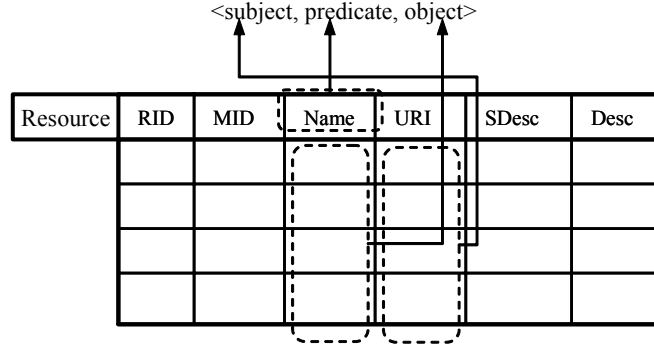 <subject, predicate, object>
Resource RID MID Name URI SDesc Desc